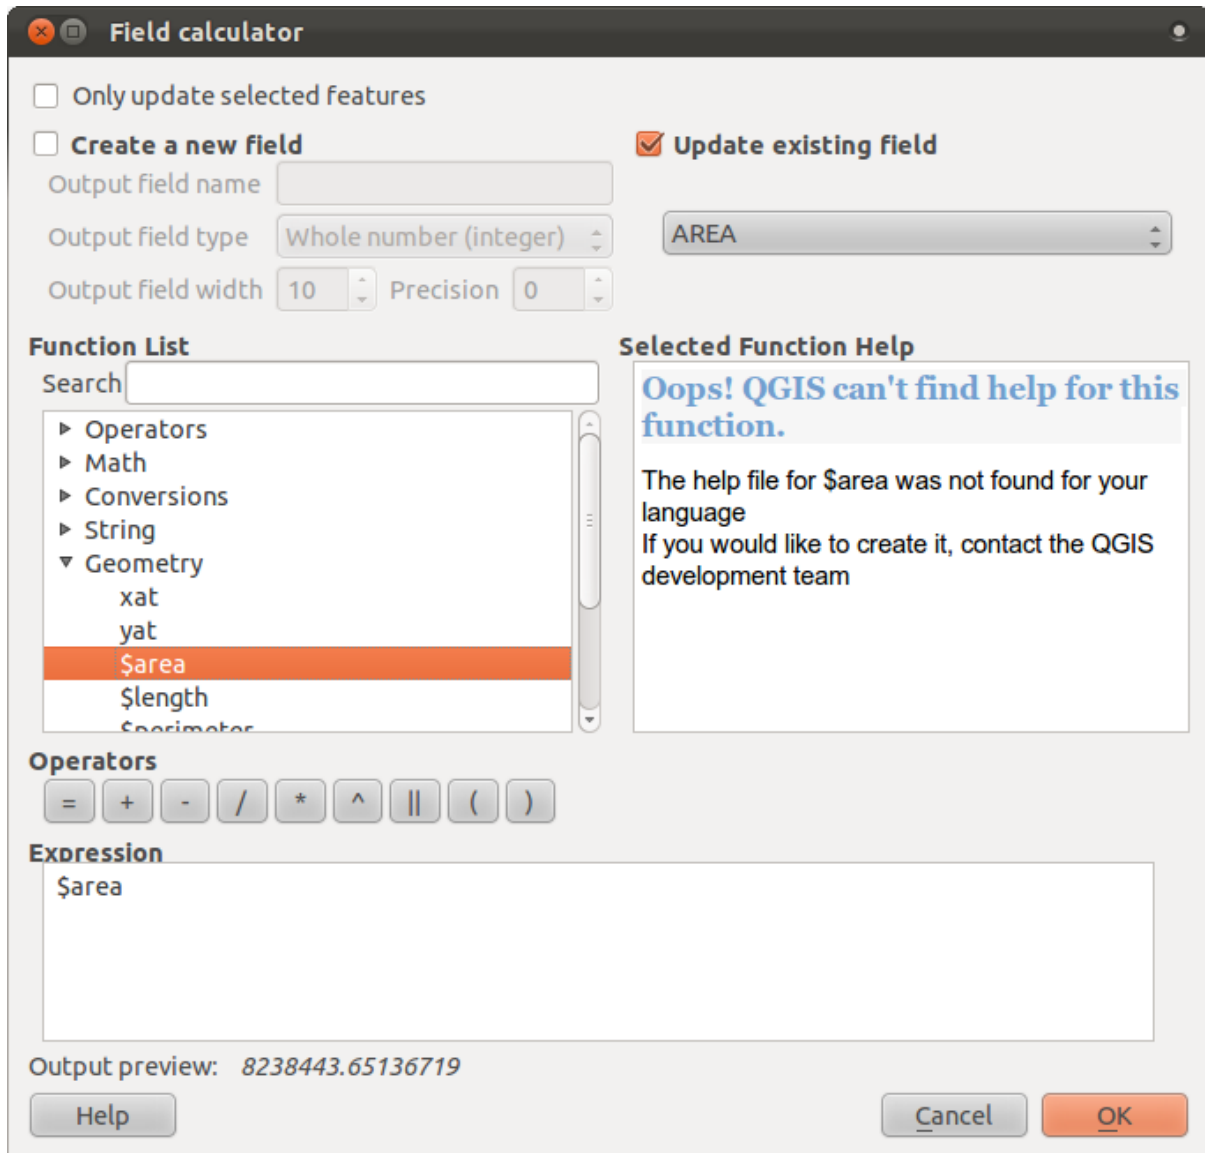 Field calculator
Only update selected features
Create a new field
Update existing field
Output field name
Output field type Whole number (integer)
AREA
Output field width 10 Precision 0
Function List
Selected Function Help
Search
Oops! QGIS can't find help for this
function.
The help file for $area was not found for your
language
If you would like to create it, contact the QGIS
development team
Operators
Math
Conversions
String
Geometry
xat
yat
$area
$length
$perimeter
Operators
= + - / * ^ || ( )
Expression
$area
Output preview: 8238443.65136719
Help
Cancel
OK